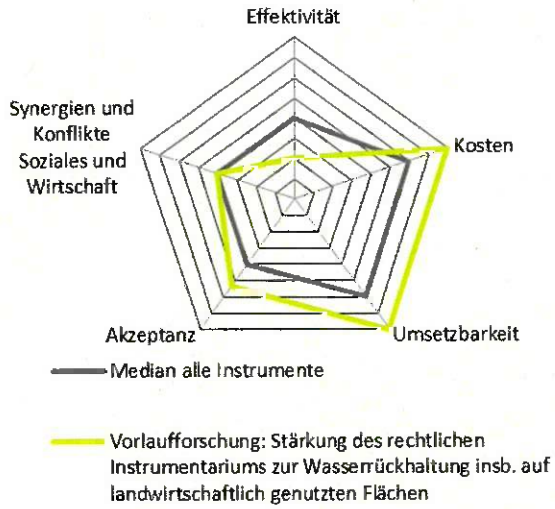 Effektivität
Synergien und
Konflikte
Soziales und
Wirtschaft
Kosten
Akzeptanz
Umsetzbarkeit
Median alle Instrumente
Vorlaufforschung: Stärkung des rechtlichen
Instrumentariums zur Wasserrückhaltung insb. auf
landwirtschaftlich genutzten Flächen